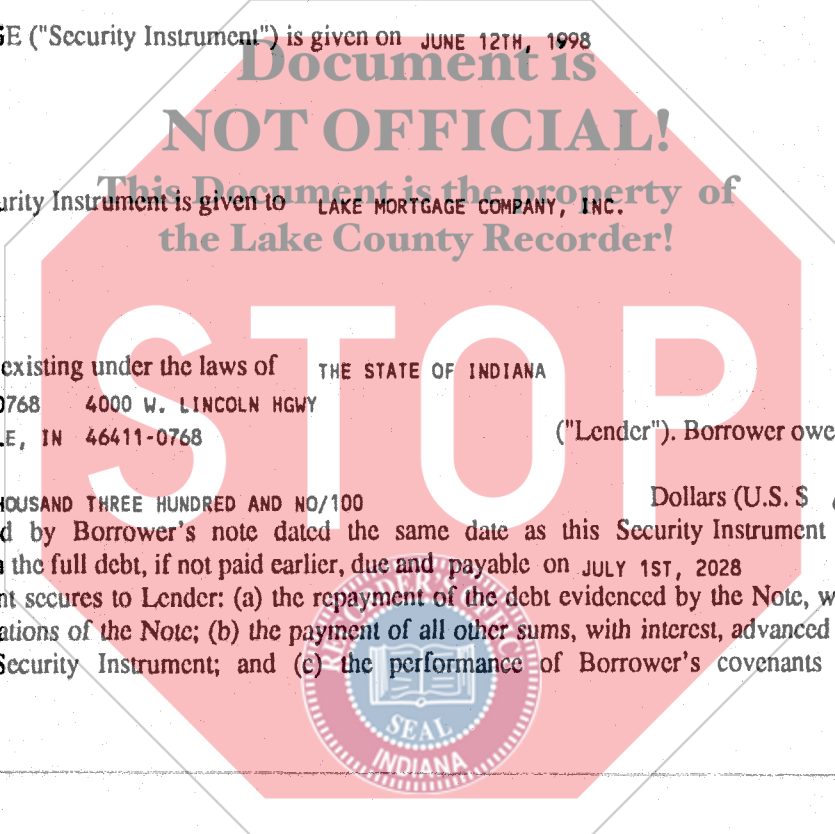 GE ("Security Instrument") is given on JUNE 12TH, 1998
Document is
NOT OFFICIAL!
This Document is the property of
urity Instrument is given to LAKE MORTGAGE COMPANY, INC.
the Lake County Recorder!
STOP
existing under the laws of THE STATE OF INDIANA
0768 4000 W. LINCOLN HGWY
LE, IN 46411-0768 ("Lender"). Borrower owe
HOUSAND THREE HUNDRED AND NO/100 Dollars (U.S. $
d by Borrower's note dated the same date as this Security Instrument
the full debt, if not paid earlier, due and payable on JULY 1ST, 2028
nt secures to Lender: (a) the repayment of the debt evidenced by the Note, w
ations of the Note; (b) the payment of all other sums, with interest, advanced
Security Instrument; and (c) the performance of Borrower's covenants
RECORDER'S
SEAL
INDIANA